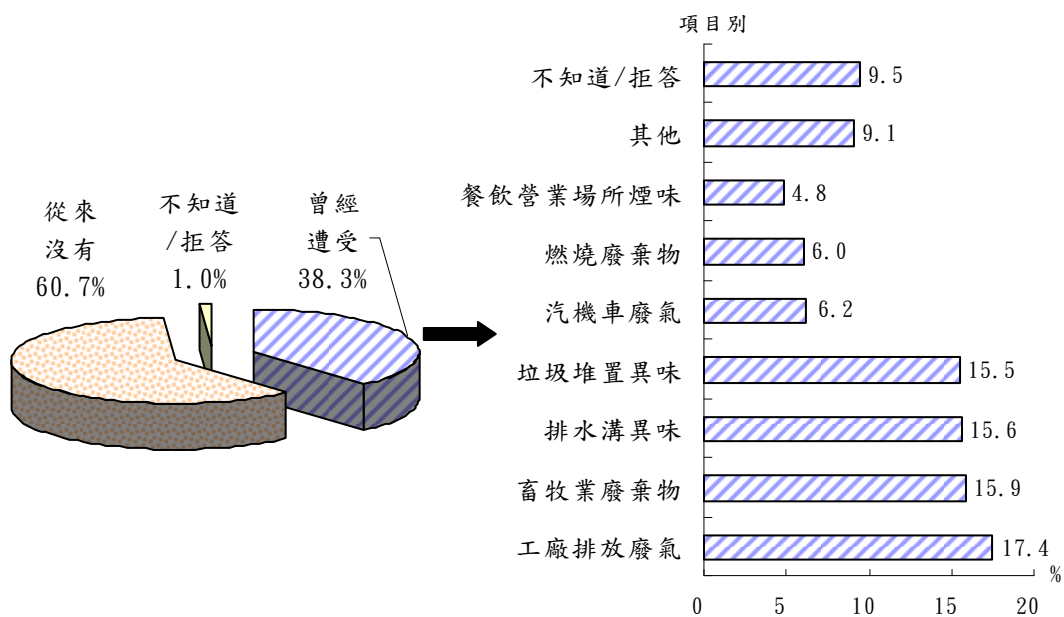 從來
沒有
60.7%
不知道
/拒答
1.0%
曾經
遭受
38.3%
項目別
不知道/拒答 9.5
其他 9.1
餐飲營業場所煙味 4.8
燃燒廢棄物 6.0
汽機車廢氣 6.2
垃圾堆置異味 15.5
排水溝異味 15.6
畜牧業廢棄物 15.9
工廠排放廢氣 17.4
%
0 5 10 15 20